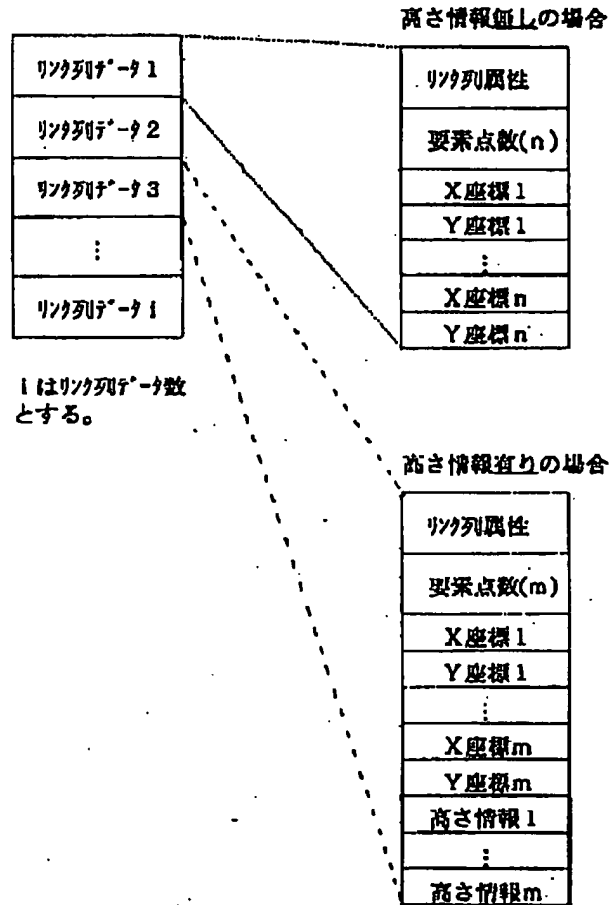 高さ情報無しの場合
リンク列データ1
リンク列データ2
リンク列データ3
⋮
リンク列データi
iはリンク列データ数
とする。
リンク列属性
要素点数(n)
X座標1
Y座標1
⋮
X座標n
Y座標n
高さ情報有りの場合
リンク列属性
要素点数(m)
X座標1
Y座標1
⋮
X座標m
Y座標m
高さ情報1
⋮
高さ情報m